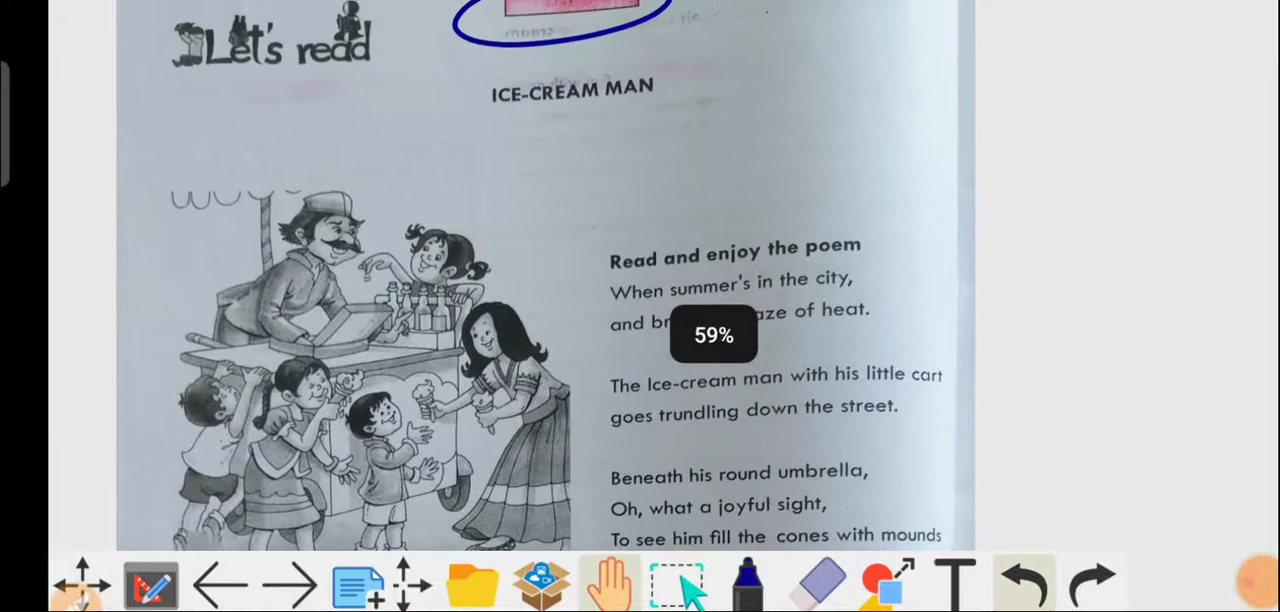 Let's read
ICE-CREAM MAN
Read and enjoy the poem
When summer's in the city,
and of heat.
59%
The Ice-cream man with his little cart
goes trundling down the street.
Beneath his round umbrella,
Oh, what a joyful sight,
To see him fill the cones with mounds
T